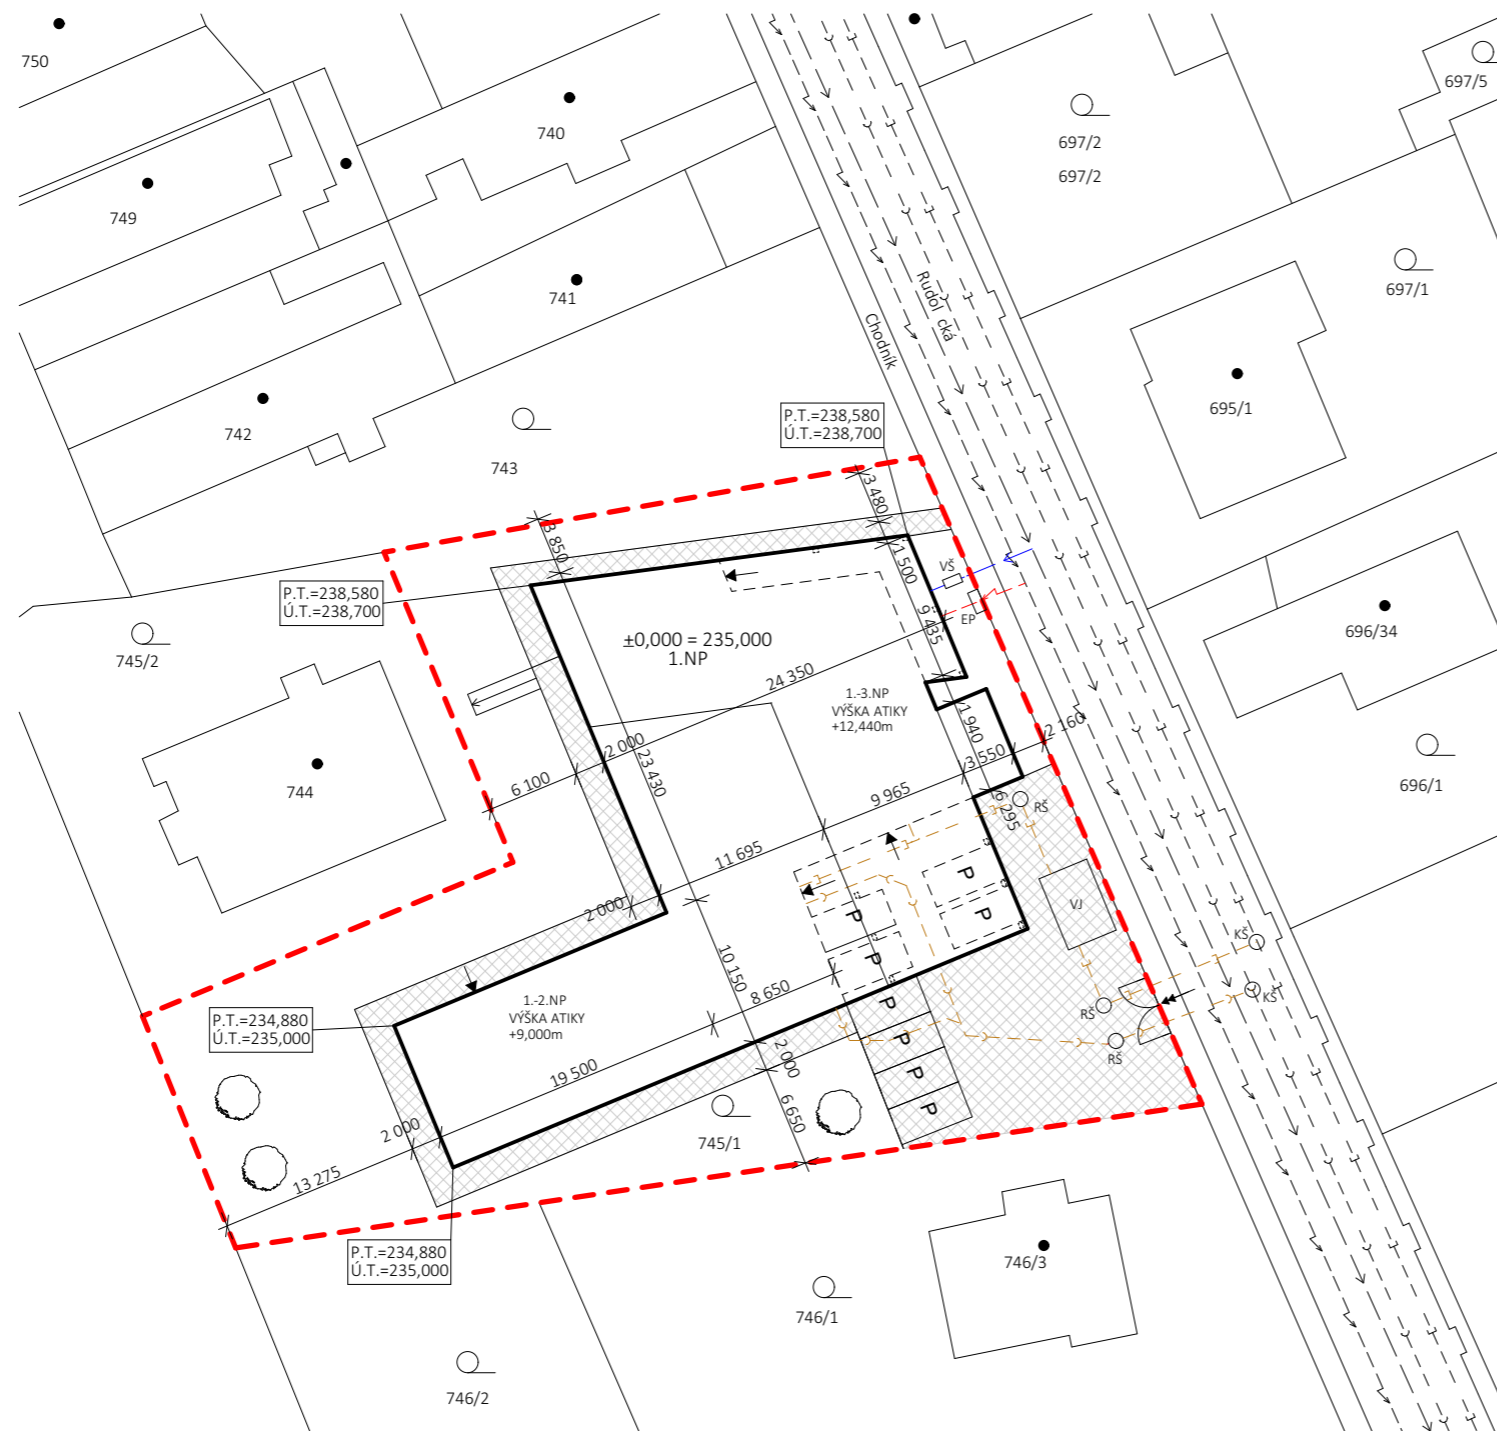 750
740
697/5
697/2
697/2
749
741
697/1
Rudol cká
Chodník
742
695/1
743
P.T.=238,580
Ú.T.=238,700
3 480
3 850
1 500
VŠ
EP
P.T.=238,580
Ú.T.=238,700
9 435
±0,000 = 235,000
1.NP
745/2
696/34
24 350
1.-3.NP
VÝŠKA ATIKY
+12,440m
1 940
2 160
2 000
23 430
3 550
6 100
744
9 965
6 295
RŠ
696/1
11 695
P
P
VJ
2 000
P
P
KŠ
10 150
8 650
KŠ
P
RŠ
1.-2.NP
VÝŠKA ATIKY
+9,000m
P.T.=234,880
Ú.T.=235,000
P
RŠ
2 000
19 500
P
6 650
P
745/1
2 000
13 275
P.T.=234,880
Ú.T.=235,000
746/3
746/1
746/2